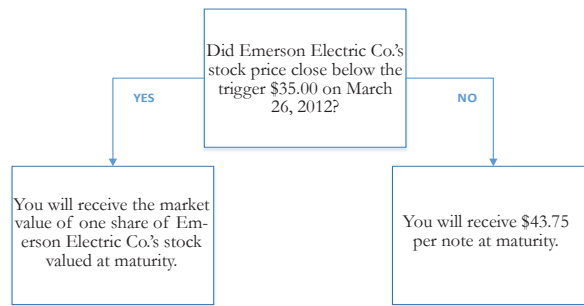 Did Emerson Electric Co.'s
stock price close below the
trigger $35.00 on March
26, 2012?
YES
NO
You will receive the market
value of one share of Em-
erson Electric Co.'s stock
valued at maturity.
You will receive $43.75
per note at maturity.